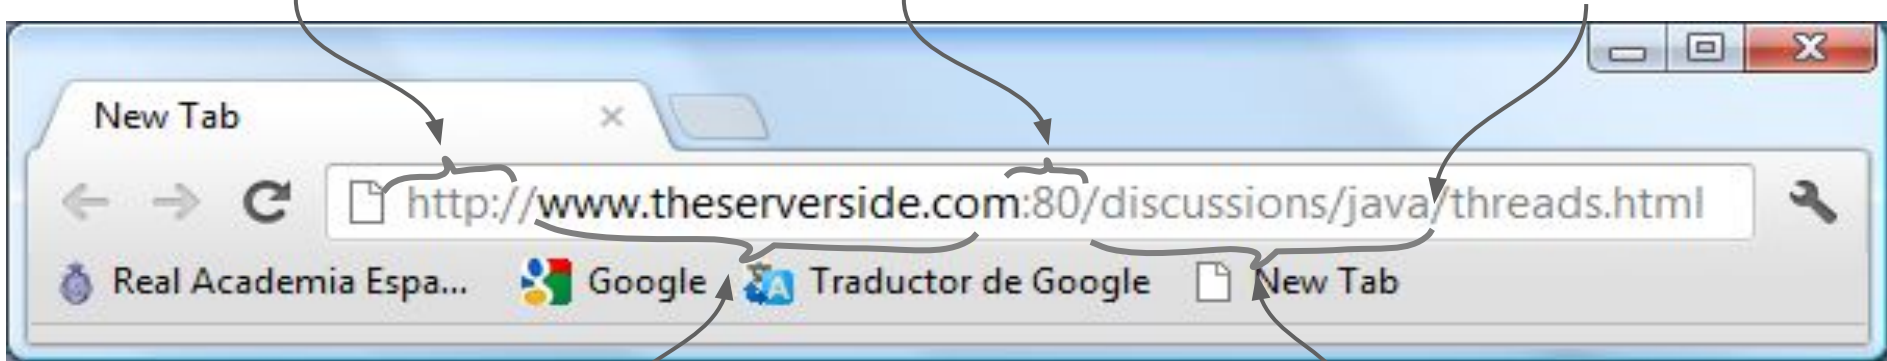 New Tab
http://www.theserverside.com:80/discussions/java/threads.html
Real Academia Espa... Google Traductor de Google New Tab